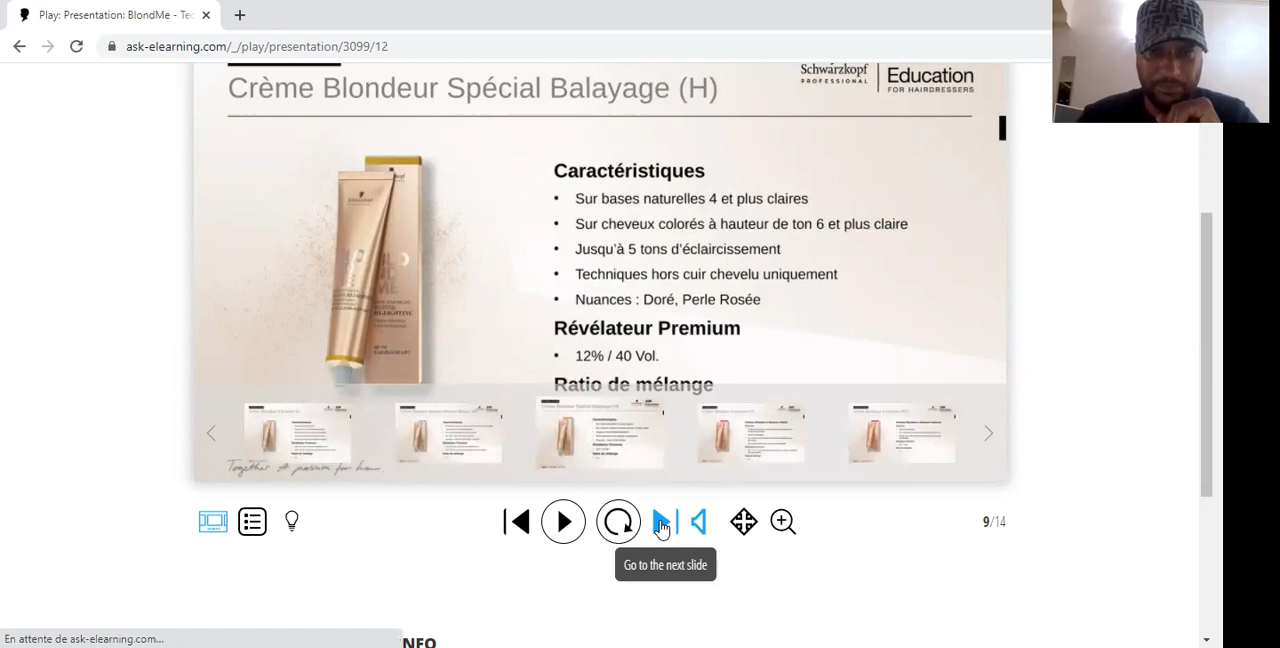 Play: Presentation: BlondMe - Tec
ask-elearning.com/_/play/presentation/3099/12
Crème Blondeur Spécial Balayage (H)
Schwarzkopf
PROFESSIONAL
Education
FOR HAIRDRESSERS
Caractéristiques
• Sur bases naturelles 4 et plus claires
• Sur cheveux colorés à hauteur de ton 6 et plus claire
• Jusqu’à 5 tons d’éclaircissement
• Techniques hors cuir chevelu uniquement
• Nuances : Doré, Perle Rosée
Révélateur Premium
• 12% / 40 Vol.
Ratio de mélange
Together. A passion for hair.
9/14
Go to the next slide
NFO
En attente de ask-elearning.com...